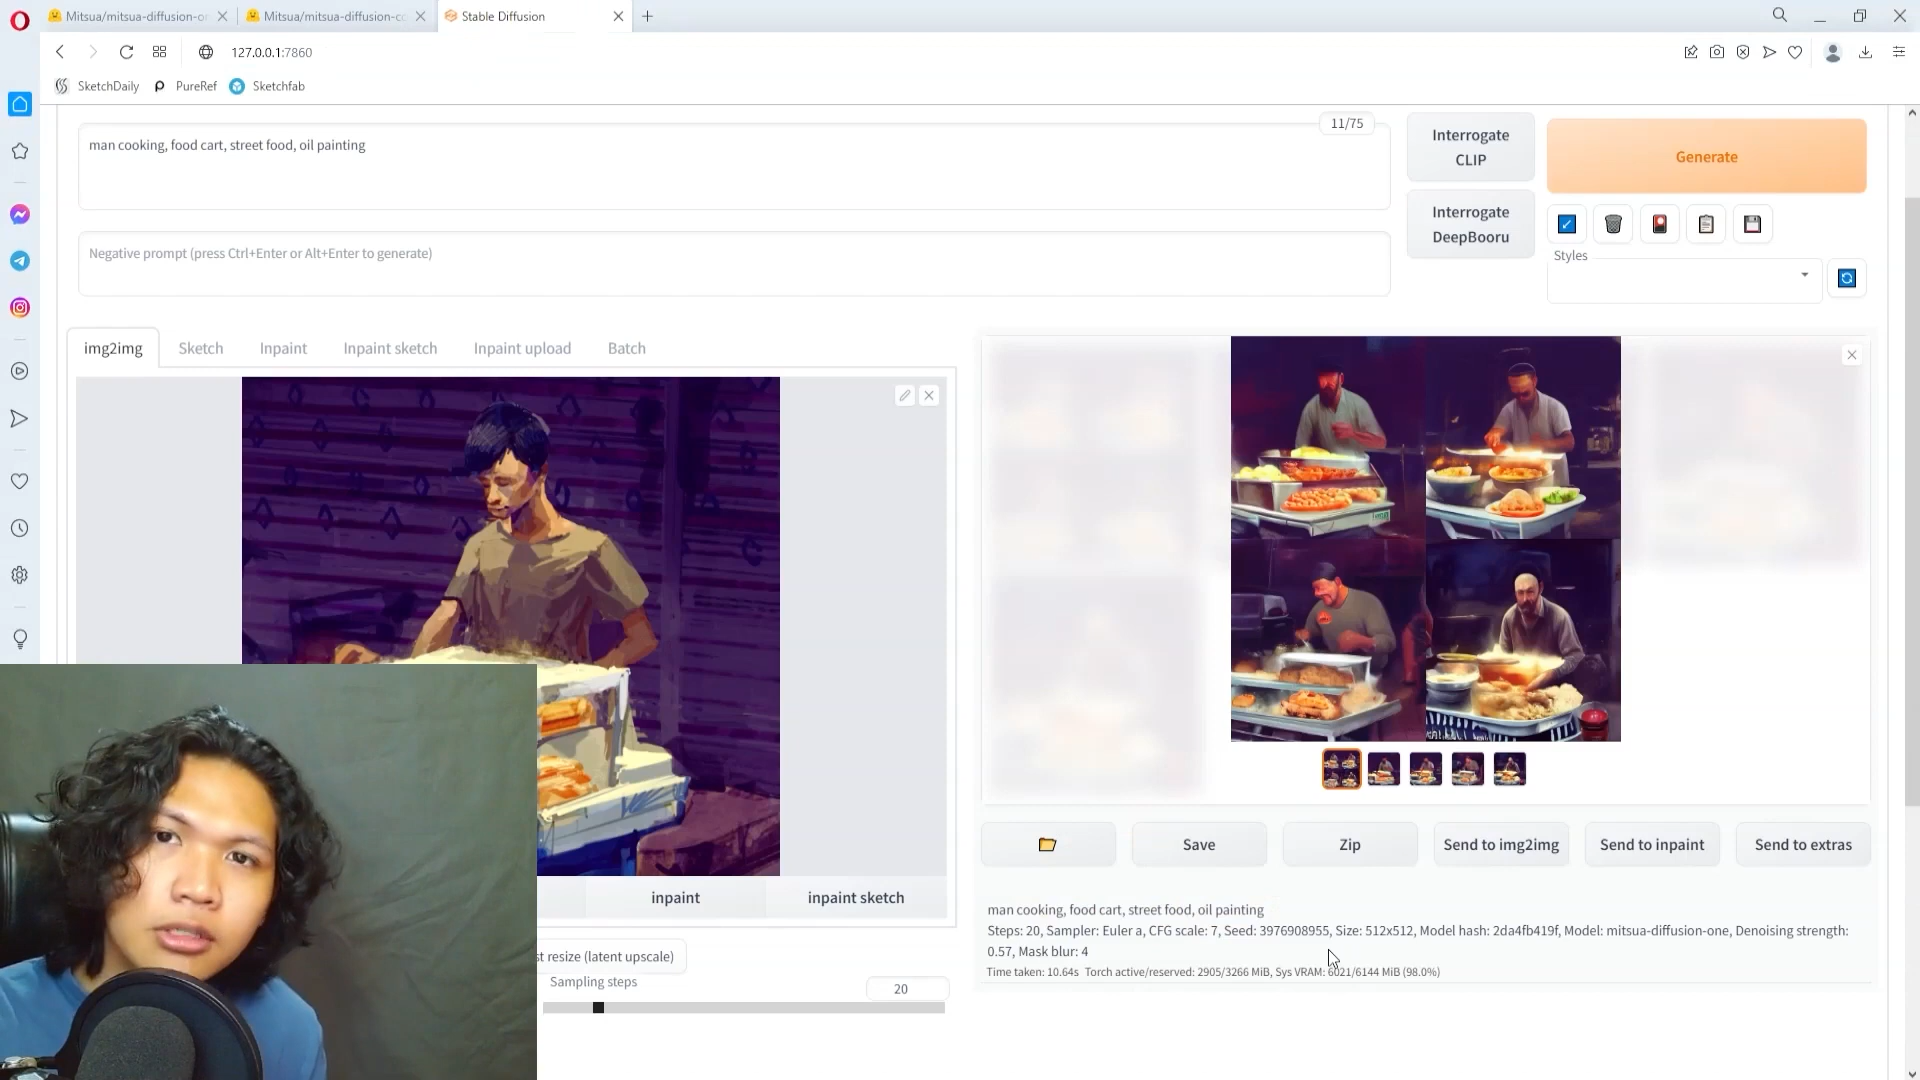 Mitsua/mitsua-diffusion-o
Mitsua/mitsua-diffusion-cc
Stable Diffusion
127.0.0.1:7860
SketchDaily
PureRef
Sketchfab
11/75
man cooking, food cart, street food, oil painting
Interrogate
CLIP
Generate
Interrogate
DeepBooru
Styles
Negative prompt (press Ctrl+Enter or Alt+Enter to generate)
img2img
Sketch
Inpaint
Inpaint sketch
Inpaint upload
Batch
Save
Zip
Send to img2img
Send to inpaint
Send to extras
inpaint
inpaint sketch
man cooking, food cart, street food, oil painting
Steps: 20, Sampler: Euler a, CFG scale: 7, Seed: 3976908955, Size: 512x512, Model hash: 2da4fb419f, Model: mitsua-diffusion-one, Denoising strength:
0.57, Mask blur: 4
Time taken: 10.64s Torch active/reserved: 2905/3266 MiB, Sys VRAM: 6021/6144 MiB (98.0%)
st resize (latent upscale)
Sampling steps
20